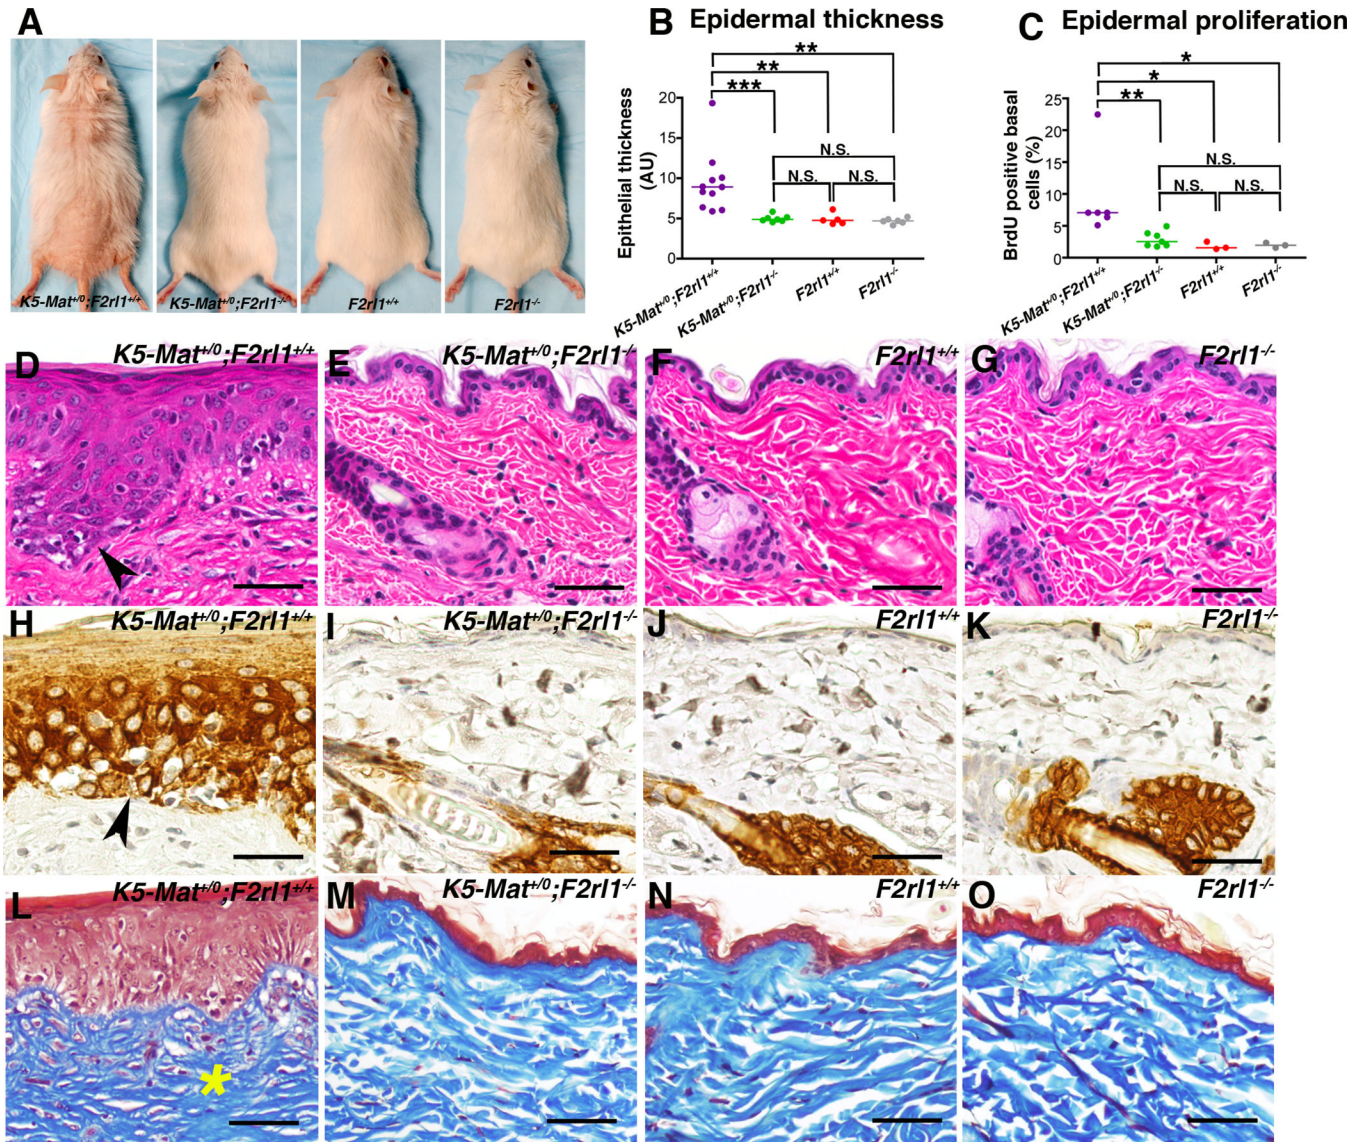 A
K5-Mat+/0;F2rl1+/+
K5-Mat+/0;F2rl1-/-
F2rl1+/+
F2rl1-/-
B Epidermal thickness
**
**
***
N.S.
N.S. N.S.
Epithelial thickness
(AU)
20
15
10
5
0
K5-Mat+/0;F2rl1+/+
K5-Mat+/0;F2rl1-/-
F2rl1+/+
F2rl1-/-
C Epidermal proliferation
*
*
**
N.S.
N.S. N.S.
BrdU positive basal
cells (%)
25
20
15
10
5
0
K5-Mat+/0;F2rl1+/+
K5-Mat+/0;F2rl1-/-
F2rl1+/+
F2rl1-/-
D K5-Mat+/0;F2rl1+/+
E K5-Mat+/0;F2rl1-/-
F F2rl1+/+
G F2rl1-/-
H K5-Mat+/0;F2rl1+/+
I K5-Mat+/0;F2rl1-/-
J F2rl1+/+
K F2rl1-/-
L K5-Mat+/0;F2rl1+/+
*
M K5-Mat+/0;F2rl1-/-
N F2rl1+/+
O F2rl1-/-